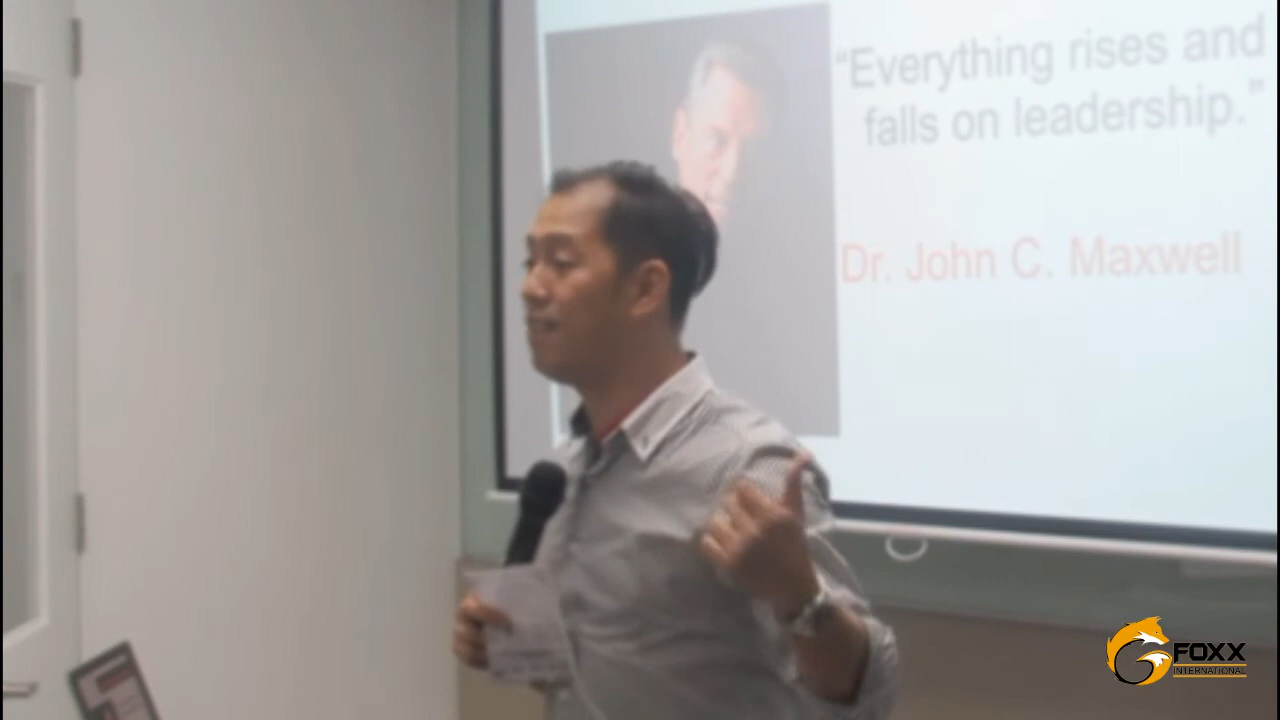 “Everything rises and
falls on leadership.”
Dr. John C. Maxwell
FOXX
INTERNATIONAL